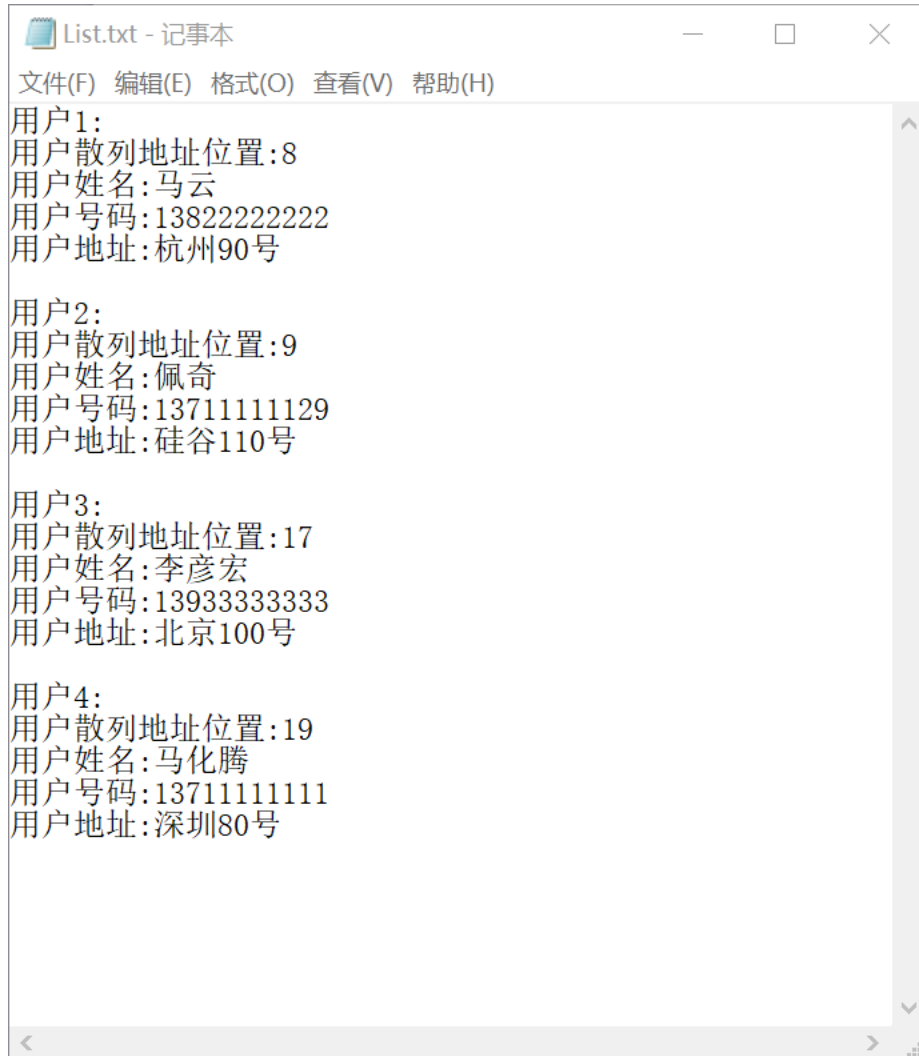 List.txt - 记事本
文件(F) 编辑(E) 格式(O) 查看(V) 帮助(H)
用户1:
用户散列地址位置:8
用户姓名:马云
用户号码:13822222222
用户地址:杭州90号
用户2:
用户散列地址位置:9
用户姓名:佩奇
用户号码:13711111129
用户地址:硅谷110号
用户3:
用户散列地址位置:17
用户姓名:李彦宏
用户号码:13933333333
用户地址:北京100号
用户4:
用户散列地址位置:19
用户姓名:马化腾
用户号码:13711111111
用户地址:深圳80号